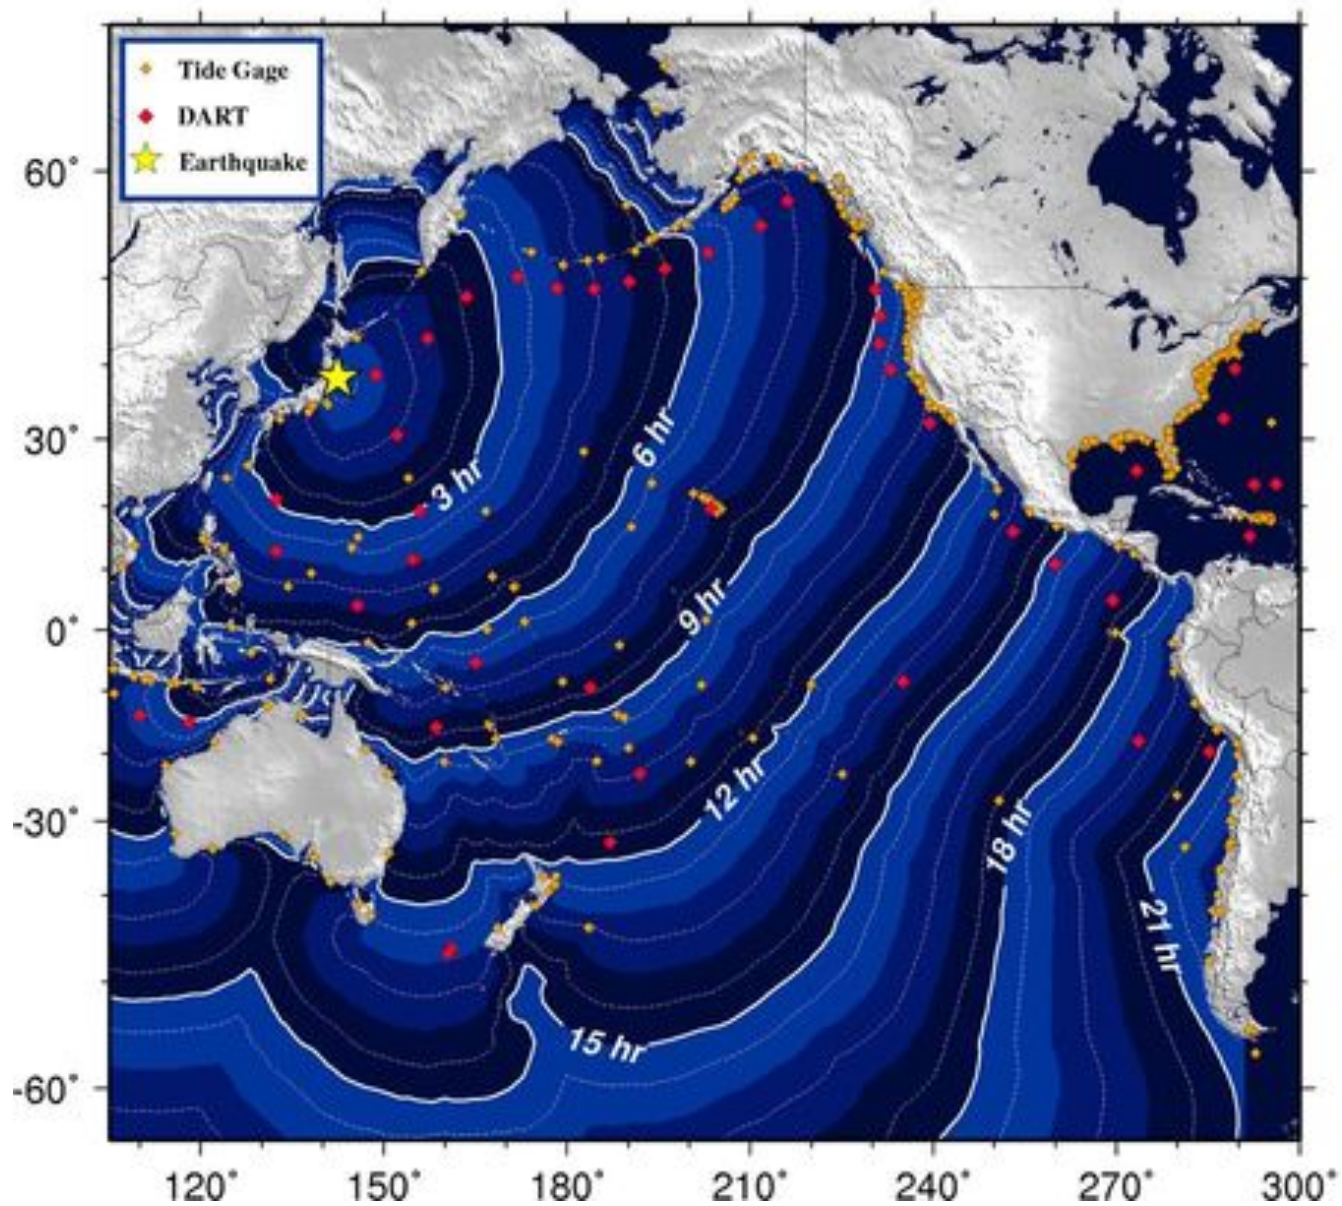 Tide Gage
DART
Earthquake
60°
30°
0°
-30°
-60°
3 hr
6 hr
9 hr
12 hr
15 hr
18 hr
21 hr
120° 150° 180° 210° 240° 270° 300°